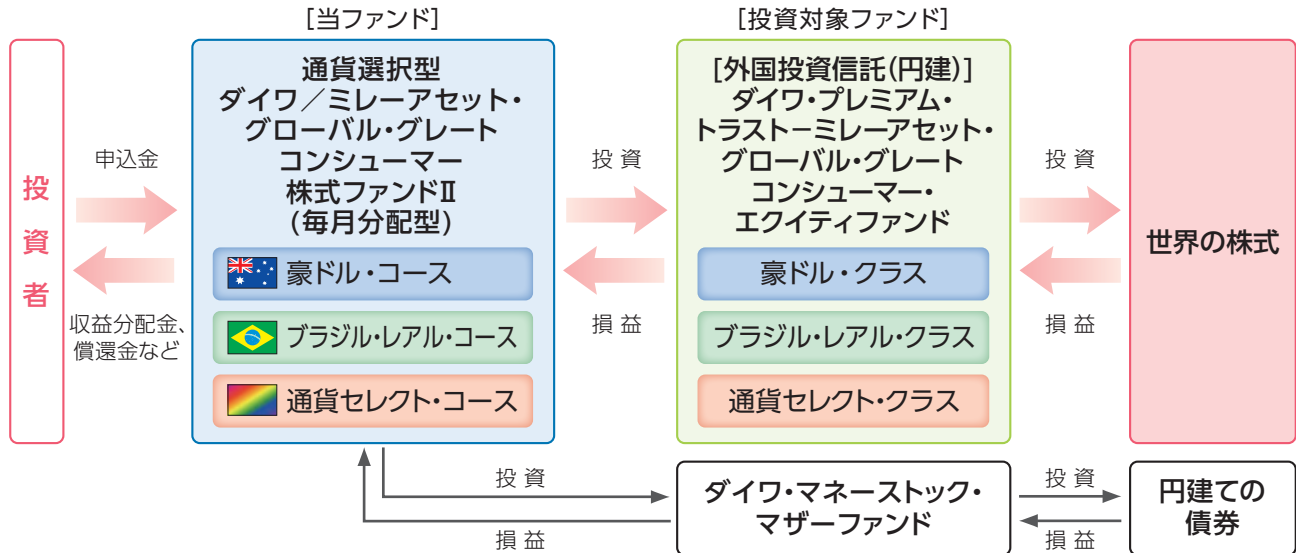 [当ファンド]
[投資対象ファンド]
投資者
申込金
収益分配金、
償還金など
通貨選択型
ダイワ／ミレーアセット・
グローバル・グレート
コンシューマー
株式ファンドⅡ
(毎月分配型)
豪ドル・コース
ブラジル・レアル・コース
通貨セレクト・コース
投 資
損 益
[外国投資信託(円建)]
ダイワ・プレミアム・
トラスト－ミレーアセット・
グローバル・グレート
コンシューマー・
エクイティファンド
豪ドル・クラス
ブラジル・レアル・クラス
通貨セレクト・クラス
投 資
損 益
世界の株式
投 資
損 益
ダイワ・マネーストック・
マザーファンド
投 資
損 益
円建ての
債券